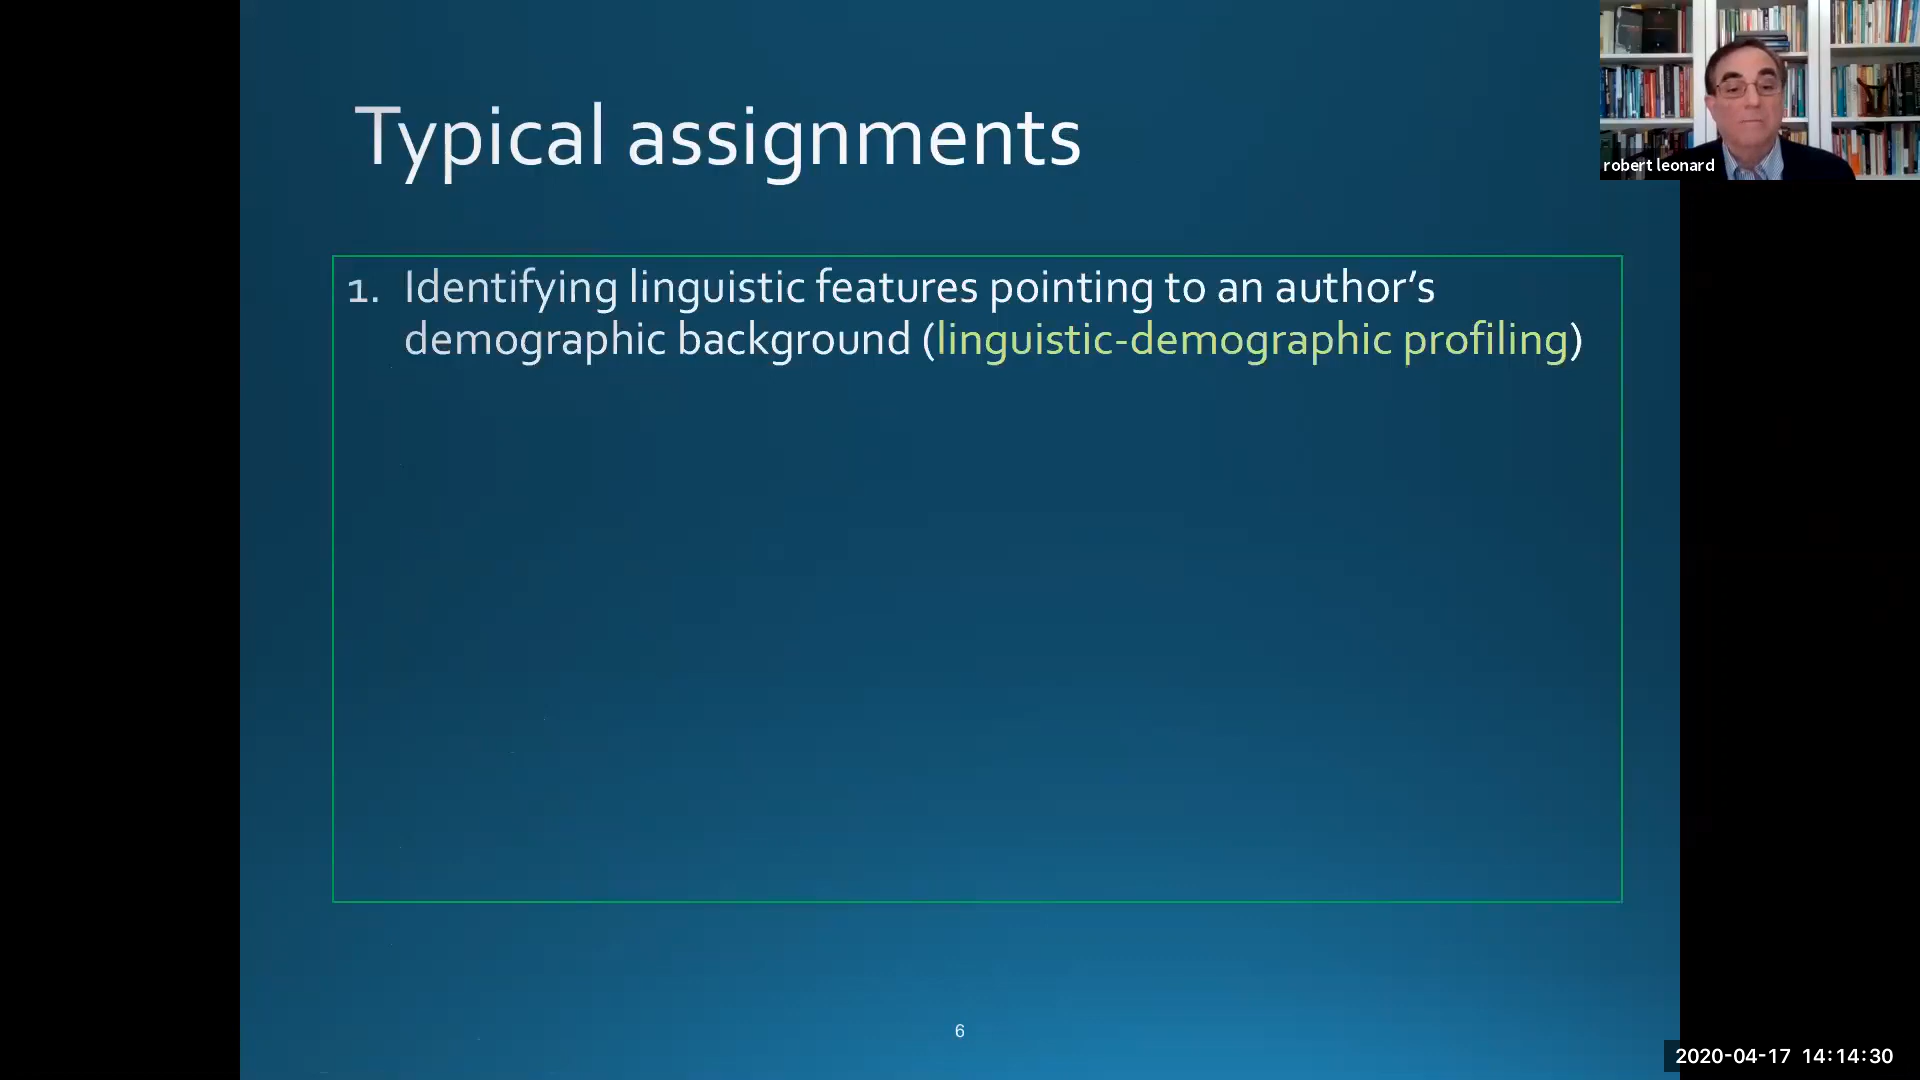 Typical assignments
robert leonard
1. Identifying linguistic features pointing to an author’s
demographic background (linguistic-demographic profiling)
6
2020-04-17 14:14:30